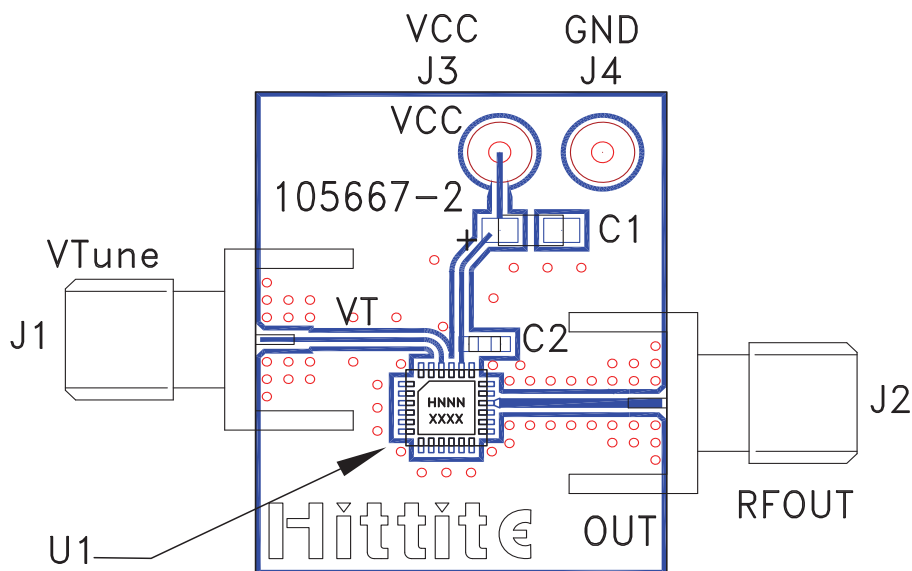 VCC GND
J3 J4
VCC
105667-2
C1
VTune
VT
J1
C2
HNNN
XXXX
J2
RFOUT
OUT
Hittite
U1